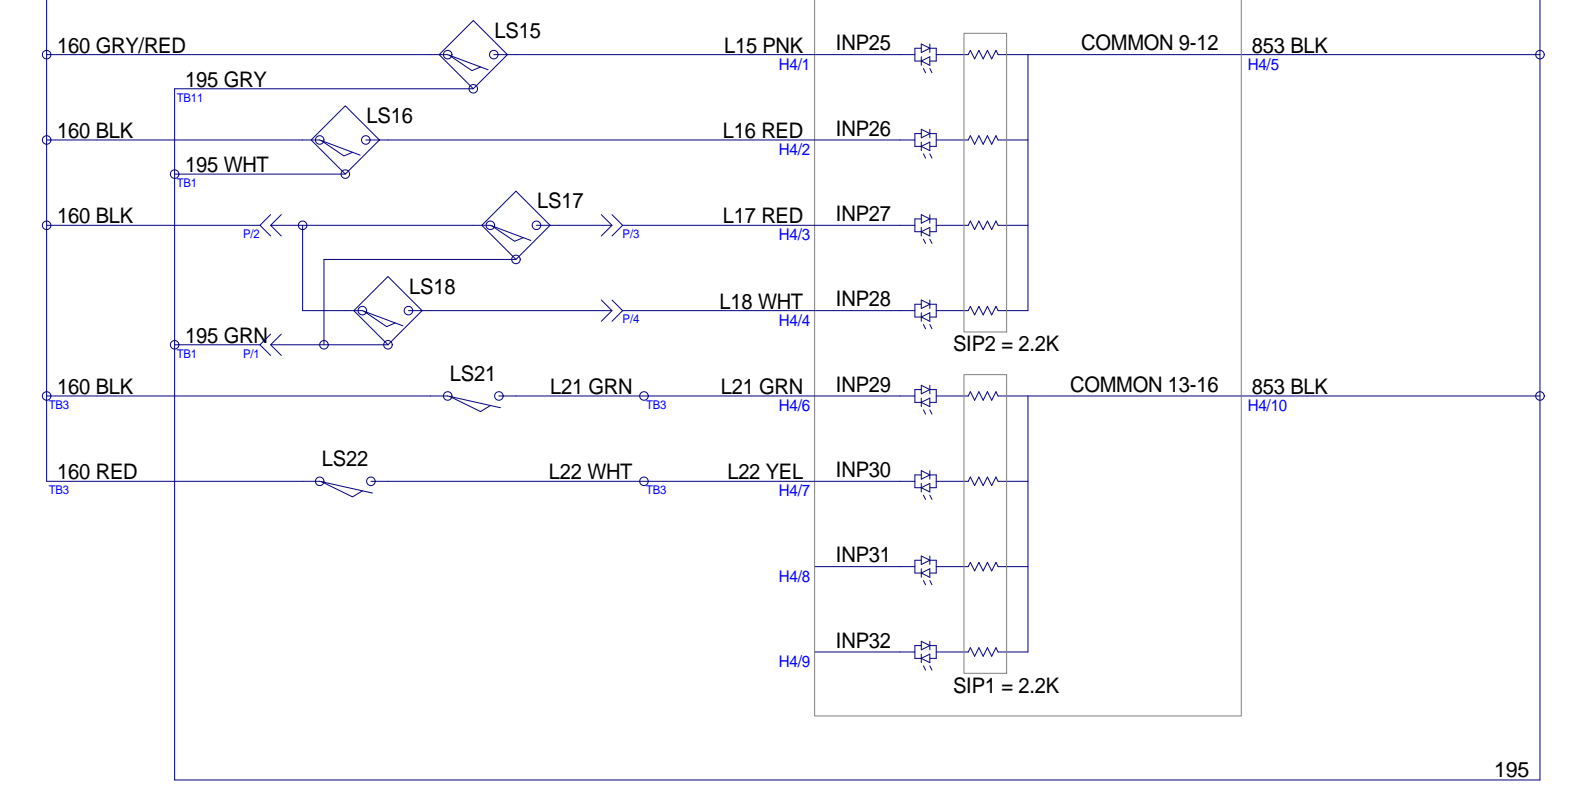 LS15
160 GRY/RED
L15 PNK
INP25
COMMON 9-12
853 BLK
H4/1
H4/5
195 GRY
TB11
LS16
160 BLK
L16 RED
INP26
H4/2
195 WHT
TB1
LS17
160 BLK
L17 RED
INP27
P/2
P/3
H4/3
LS18
L18 WHT
INP28
P/4
H4/4
195 GRN
TB1
P/1
SIP2 = 2.2K
LS21
160 BLK
L21 GRN
L21 GRN
INP29
COMMON 13-16
853 BLK
TB3
TB3
H4/6
H4/10
LS22
160 RED
L22 WHT
L22 YEL
INP30
TB3
TB3
H4/7
INP31
H4/8
INP32
H4/9
SIP1 = 2.2K
195